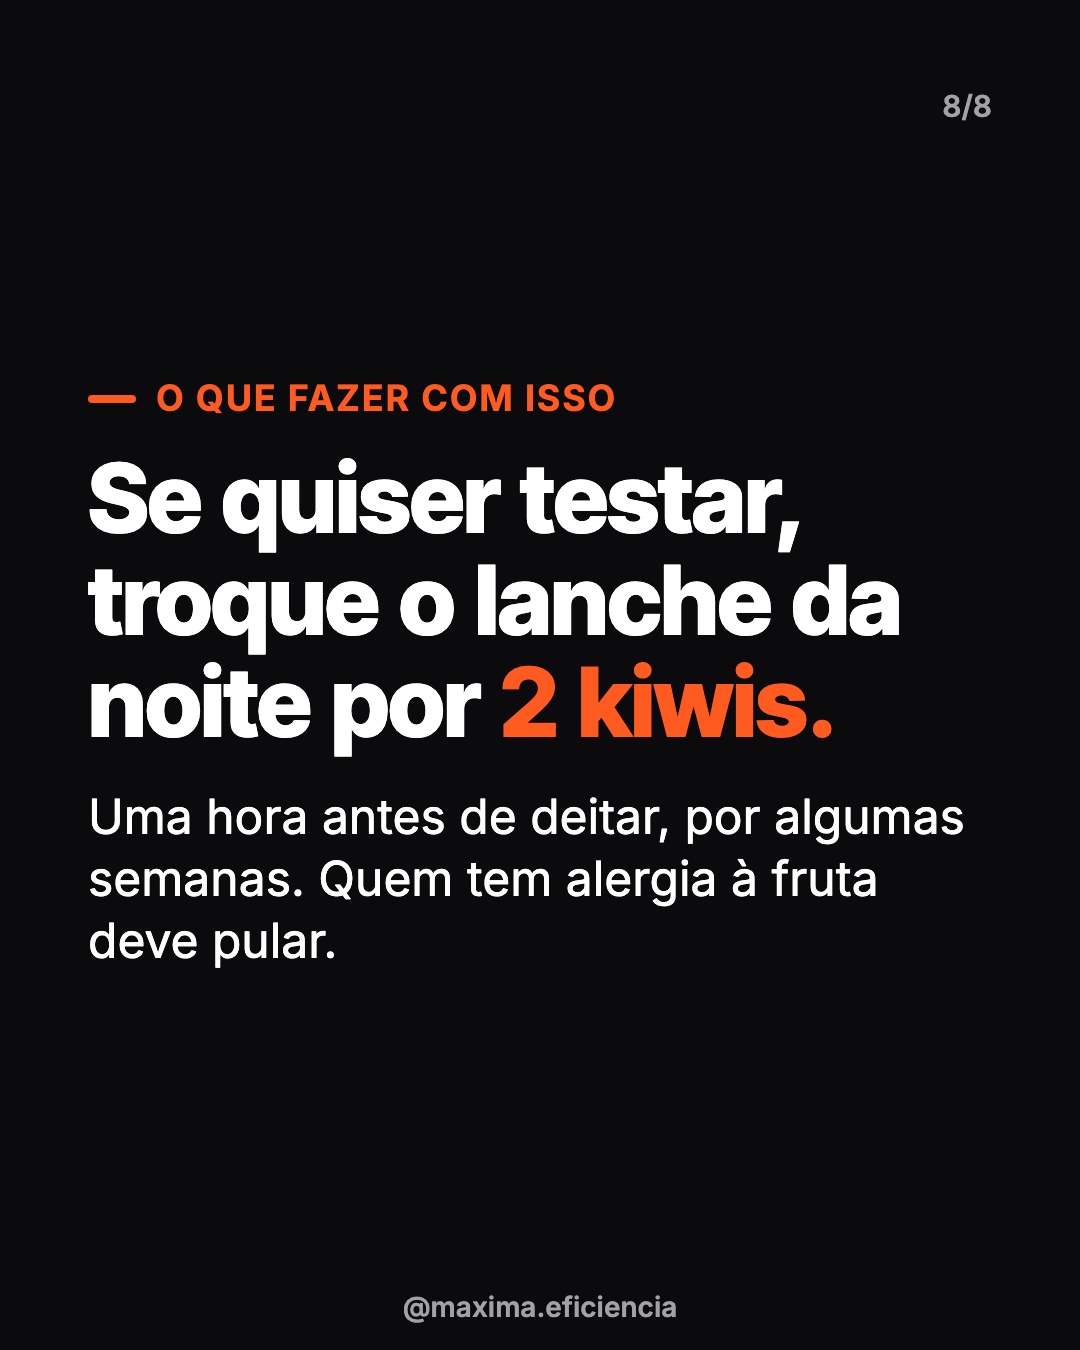 8/8
O QUE FAZER COM ISSO
Se quiser testar,
troque o lanche da
noite por 2 kiwis.
Uma hora antes de deitar, por algumas
semanas. Quem tem alergia à fruta
deve pular.
@maxima.eficiencia